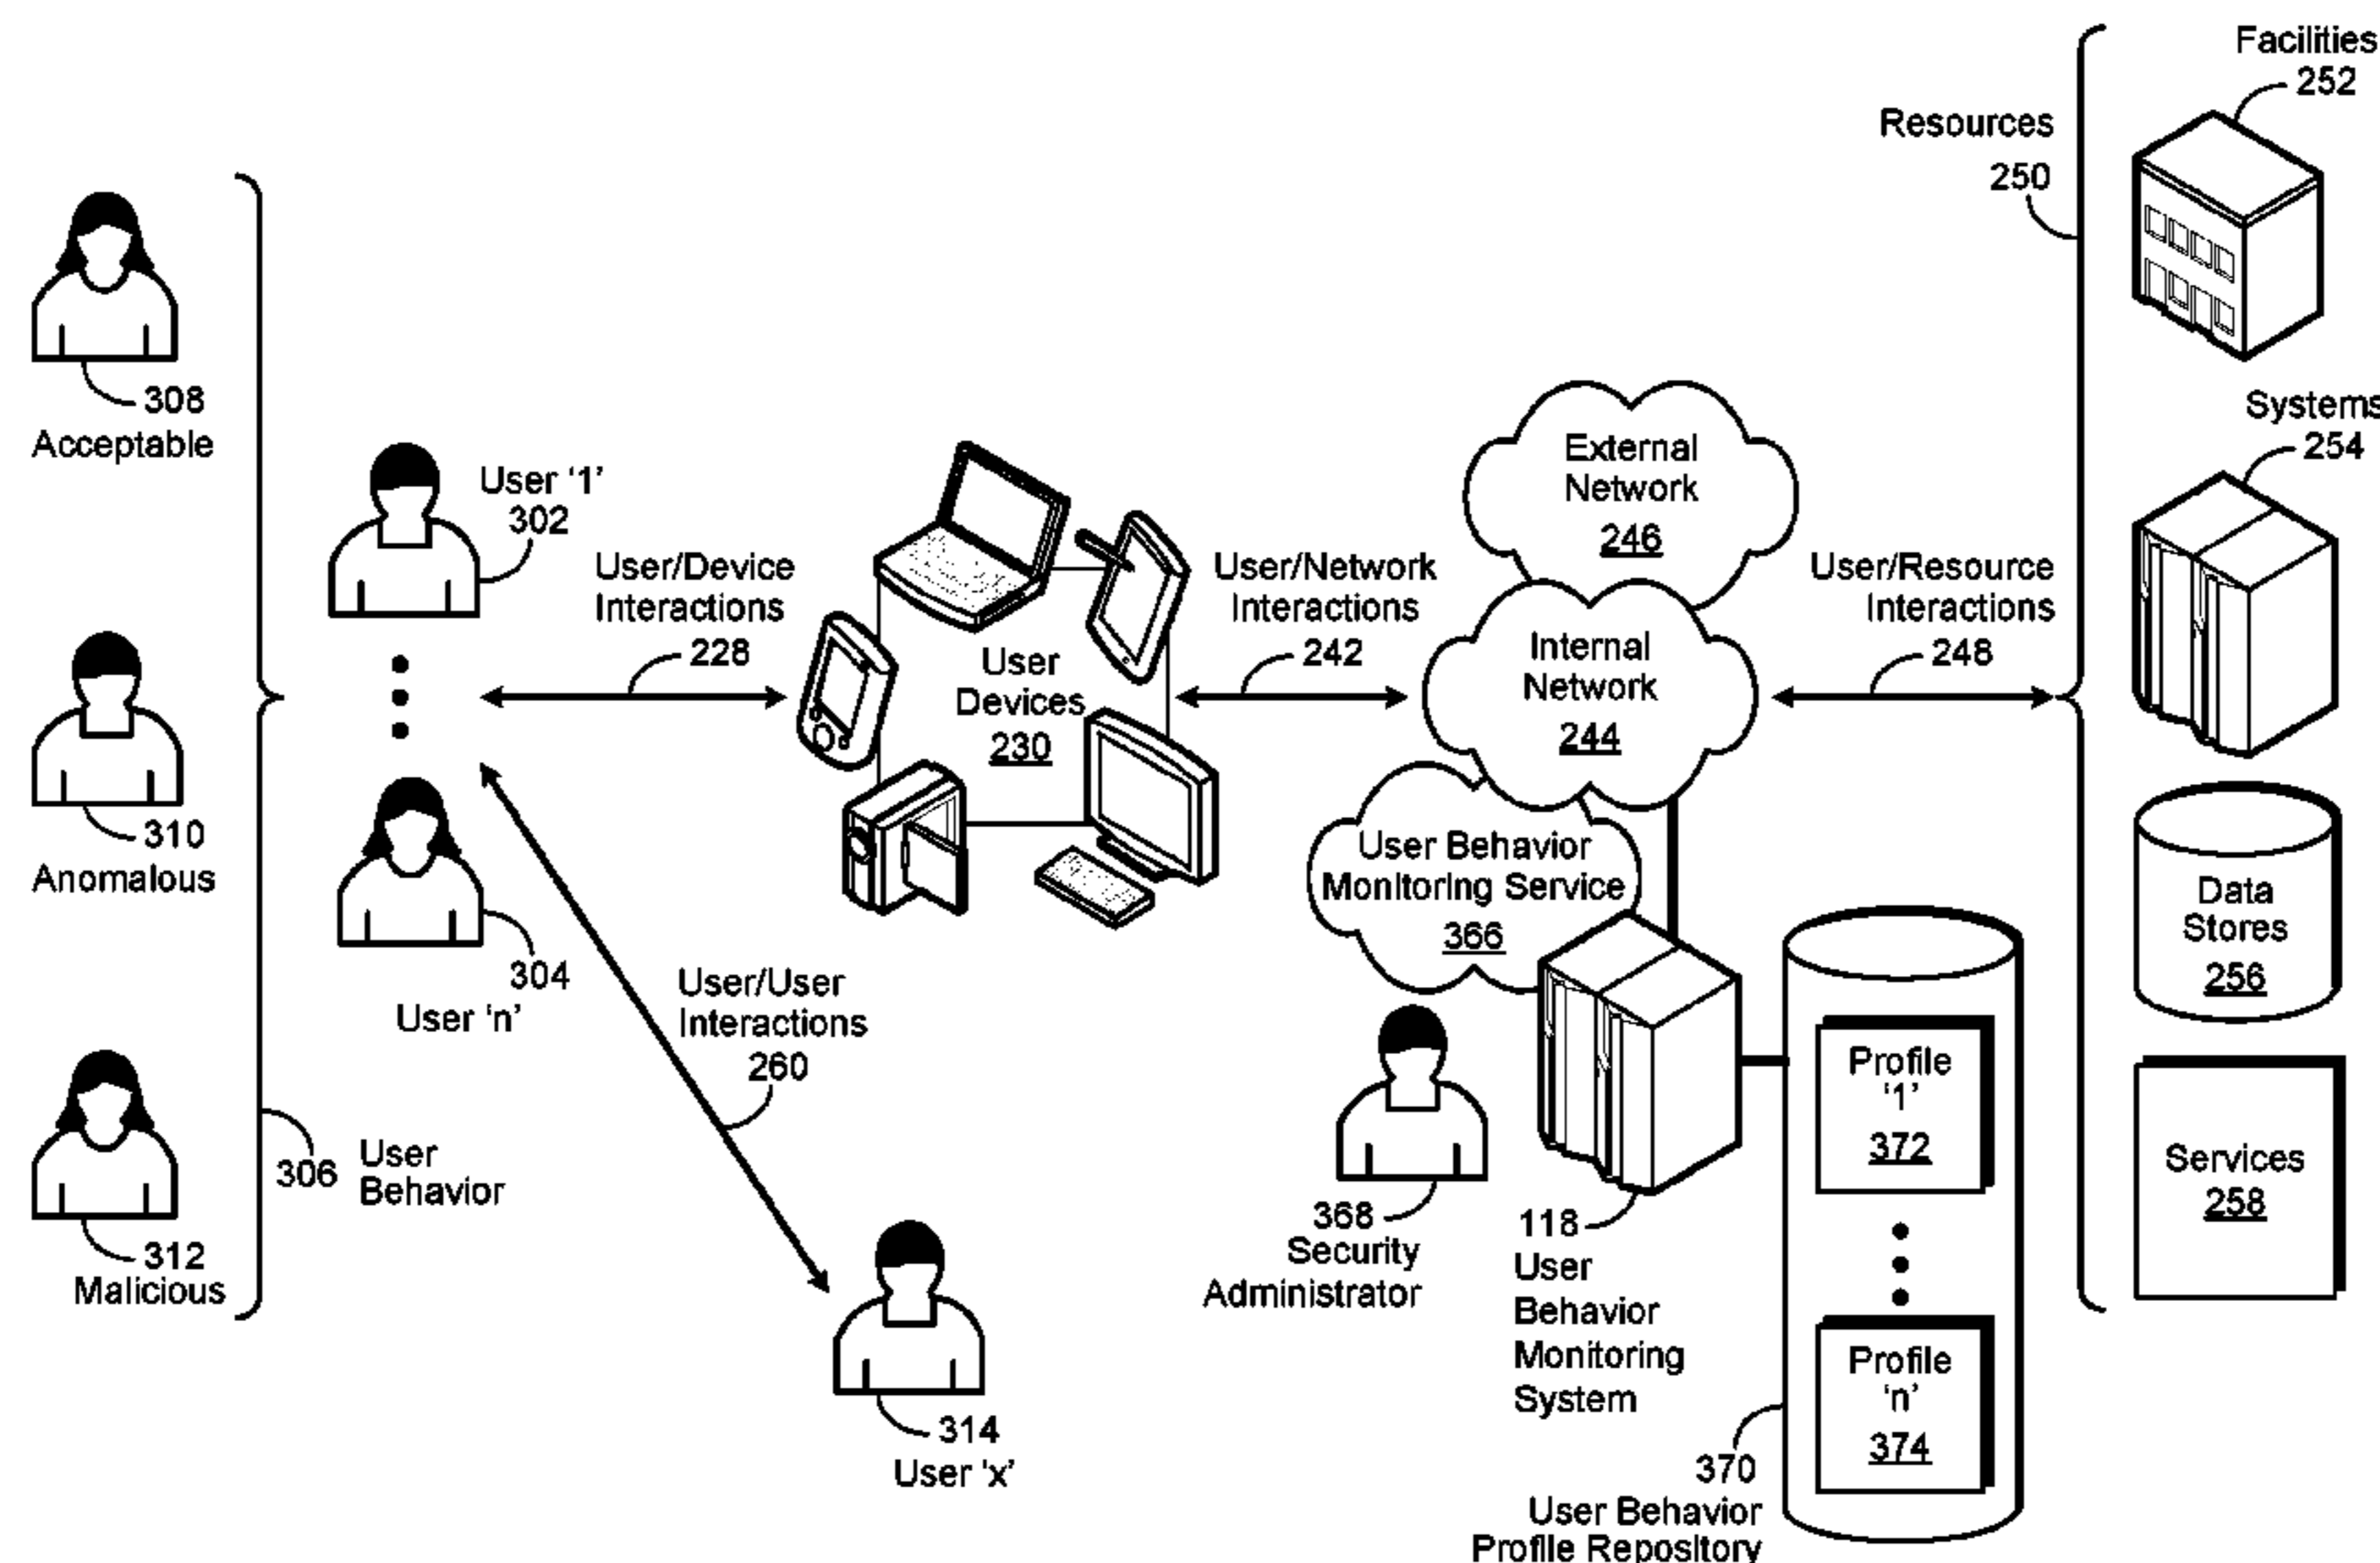 308
Acceptable
310
Anomalous
312
Malicious
306
User
Behavior
User ‘1’
302
304
User ‘n’
User/Device
Interactions
228
User/User
Interactions
260
314
User ‘x’
User
Devices
230
User/Network
Interactions
242
External
Network
246
Internal
Network
244
User Behavior
Monitoring Service
366
368
Security
Administrator
118
User
Behavior
Monitoring
System
User/Resource
Interactions
248
Profile
‘1’
372
Profile
‘n’
374
370
User Behavior
Profile Repository
Resources
250
Facilities
252
Systems
254
Data
Stores
256
Services
258